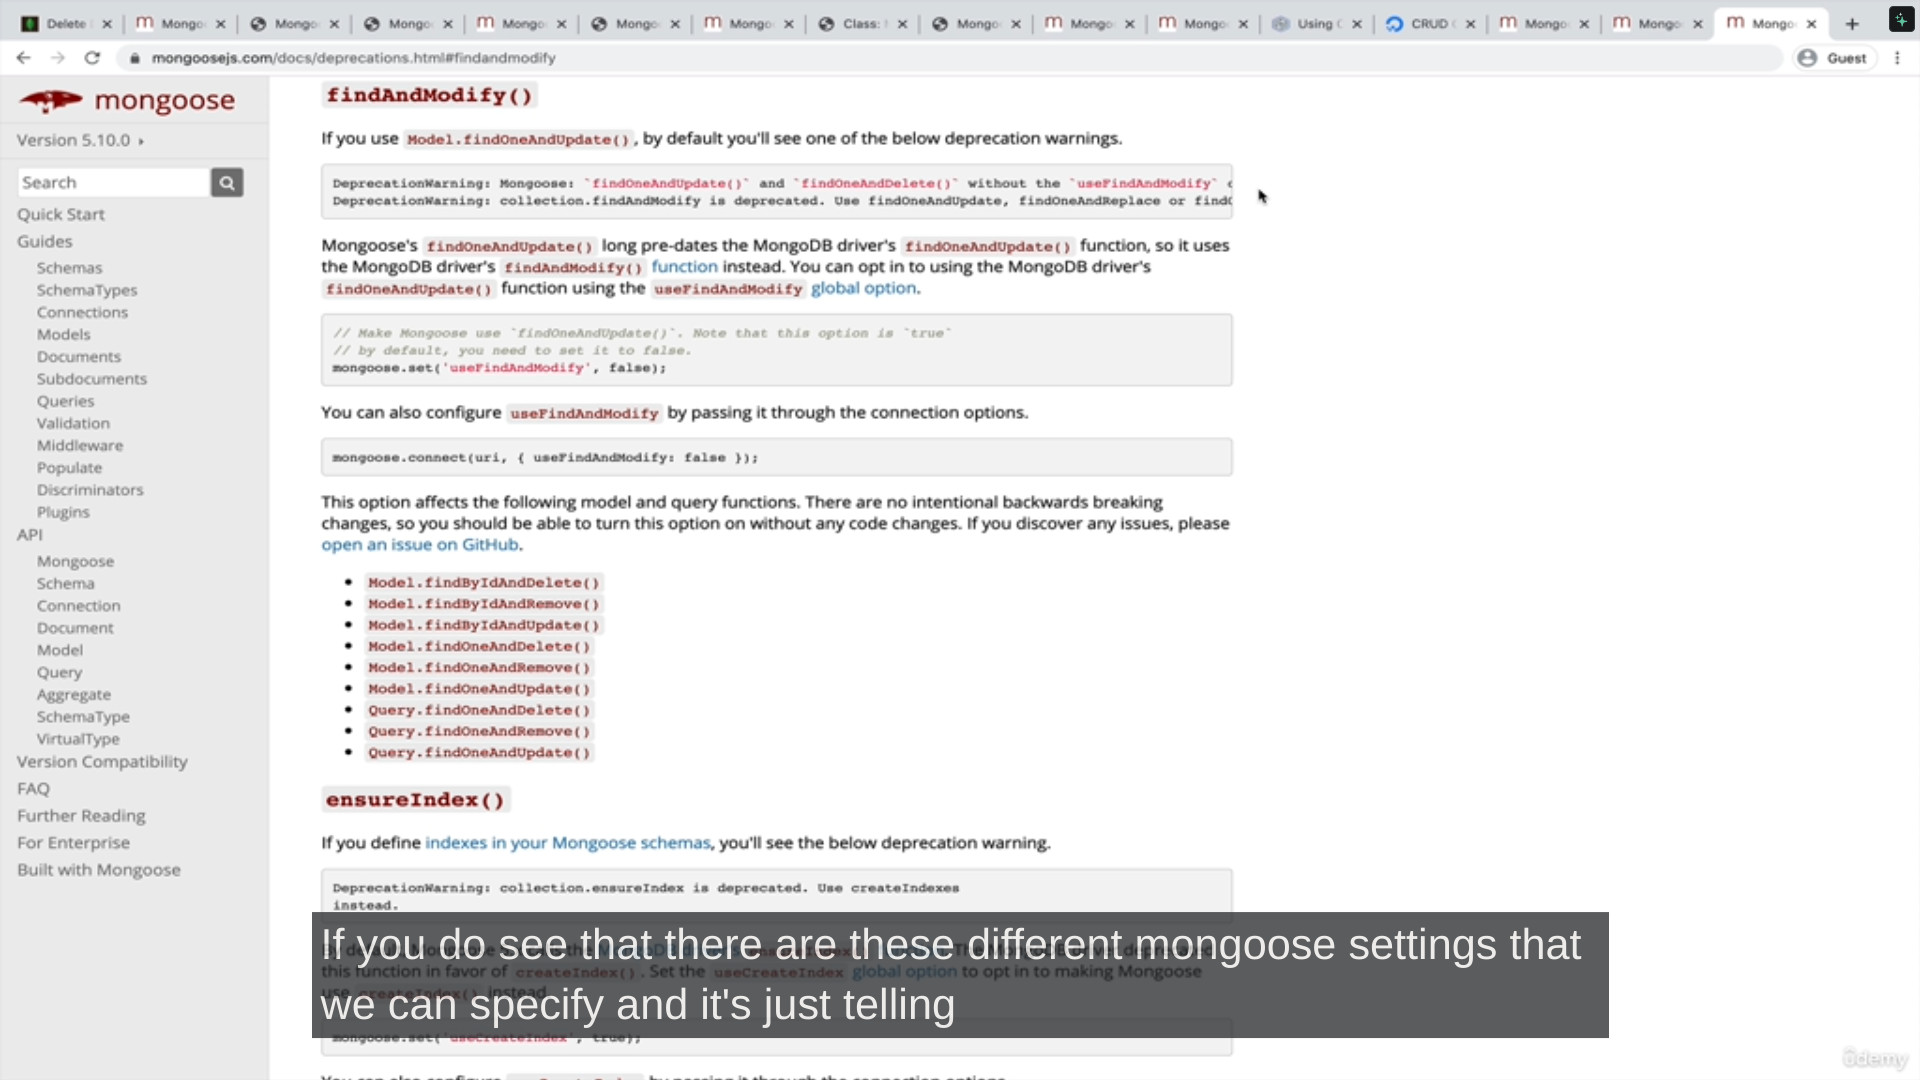 Delete
Mongo
Mongo
Mongo
Mongo
Mongo
Mongo
Class:
Mongo
Mongo
Mongo
Using
CRUD
Mongo
Mongo
Mongo
mongoosejs.com/docs/deprecations.html#findandmodify
Guest
mongoose
Version 5.10.0
Search
Quick Start
Guides
Schemas
SchemaTypes
Connections
Models
Documents
Subdocuments
Queries
Validation
Middleware
Populate
Discriminators
Plugins
API
Mongoose
Schema
Connection
Document
Model
Query
Aggregate
SchemaType
VirtualType
Version Compatibility
FAQ
Further Reading
For Enterprise
Built with Mongoose
findAndModify()
If you use Model.findOneAndUpdate(), by default you'll see one of the below deprecation warnings.
DeprecationWarning: Mongoose: `findOneAndUpdate()` and `findOneAndDelete()` without the `useFindAndModify`
DeprecationWarning: collection.findAndModify is deprecated. Use findOneAndUpdate, findOneAndReplace or
Mongoose's findOneAndUpdate() long pre-dates the MongoDB driver's findOneAndUpdate() function, so it uses
the MongoDB driver's findAndModify() function instead. You can opt in to using the MongoDB driver's
findOneAndUpdate() function using the useFindAndModify global option.
// Make Mongoose use `findOneAndUpdate()`. Note that this option is `true`
// by default, you need to set it to false.
mongoose.set('useFindAndModify', false);
You can also configure useFindAndModify by passing it through the connection options.
mongoose.connect(uri, { useFindAndModify: false });
This option affects the following model and query functions. There are no intentional backwards breaking
changes, so you should be able to turn this option on without any code changes. If you discover any issues, please
open an issue on GitHub.
• Model.findByIdAndDelete()
• Model.findByIdAndRemove()
• Model.findByIdAndUpdate()
• Model.findOneAndDelete()
• Model.findOneAndRemove()
• Model.findOneAndUpdate()
• Query.findOneAndDelete()
• Query.findOneAndRemove()
• Query.findOneAndUpdate()
ensureIndex()
If you define indexes in your Mongoose schemas, you'll see the below deprecation warning.
DeprecationWarning: collection.ensureIndex is deprecated. Use createIndexes
instead.
this function in favor of createIndex(). Set the useCreateIndex global option to opt in to making Mongoose
use createIndex() instead.
mongoose.set('useCreateIndex', true);
If you do see that there are these different mongoose settings that
we can specify and it's just telling
ûdemy